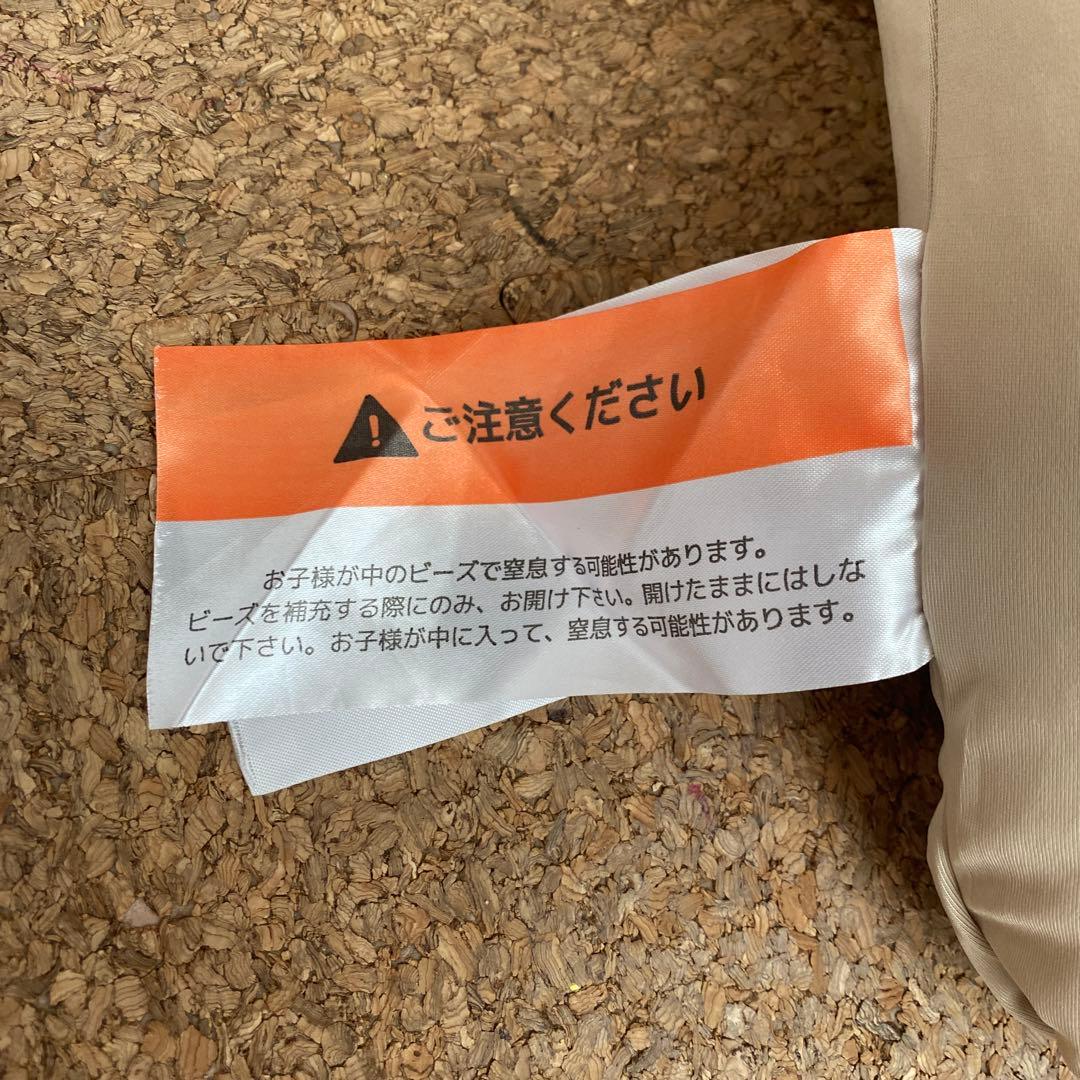 ご注意ください
お子様が中のビーズで窒息する可能性があります。
ビーズを補充する際にのみ、お開け下さい。開けたままにはしな
いで下さい。お子様が中に入って、窒息する可能性があります。